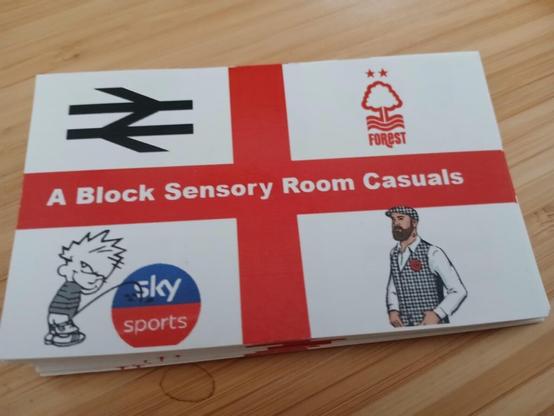 FOREST
A Block Sensory Room Casuals
sky
sports